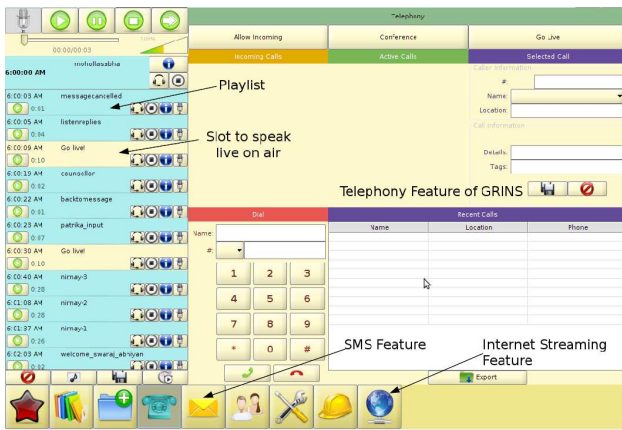 Telephony
Allow Incoming
Conference
Go Live
Incoming Calls
Active Calls
Selected Call
Caller Information
#:
Name:
Location:
Call Information
Details:
Tags:
Telephony Feature of GRINS
00:00/00:03
100%
6:00:00 AM
mohollasabha
6:00:03 AM
messagecancelled
0:01
Playlist
6:00:05 AM
listenreplies
0:04
6:00:09 AM
Go live!
0:10
Slot to speak
live on air
6:00:19 AM
counsellor
0:02
6:00:22 AM
backtomessage
0:01
6:00:23 AM
patrika_input
0:07
6:00:30 AM
Go live!
0:10
6:00:40 AM
nirnay-3
0:28
6:01:08 AM
nirnay-2
0:28
6:01:37 AM
nirnay-1
0:26
6:02:03 AM
welcome_swaraj_abhiyan
0:02
Dial
Name:
#:
1 2 3
4 5 6
7 8 9
* 0 #
Recent Calls
Name Location Phone
SMS Feature
Internet Streaming
Feature
Export